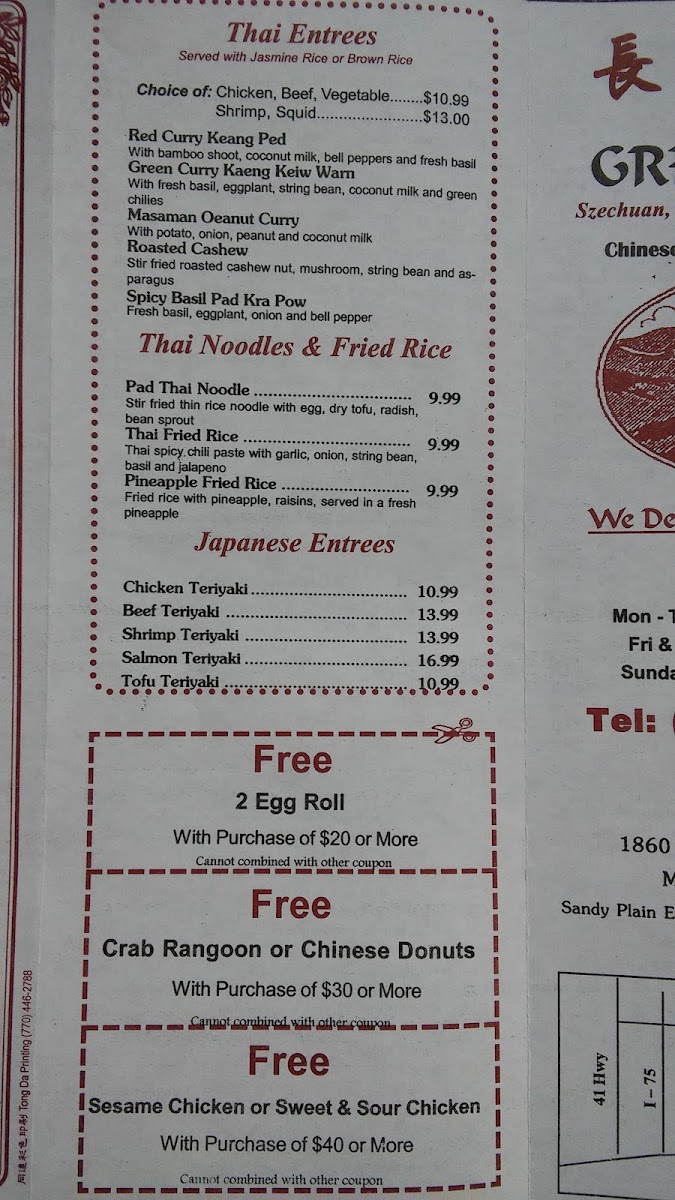 Thai Entrees
Served with Jasmine Rice or Brown Rice
Choice of: Chicken, Beef, Vegetable........$10.99
Shrimp, Squid........................$13.00
Red Curry Keang Ped
With bamboo shoot, coconut milk, bell peppers and fresh basil
Green Curry Kaeng Keiw Warn
With fresh basil, eggplant, string bean, coconut milk and green
chilies
Masaman Oeanut Curry
With potato, onion, peanut and coconut milk
Roasted Cashew
Stir fried roasted cashew nut, mushroom, string bean and as-
paragus
Spicy Basil Pad Kra Pow
Fresh basil, eggplant, onion and bell pepper
Thai Noodles & Fried Rice
Pad Thai Noodle ................................ 9.99
Stir fried thin rice noodle with egg, dry tofu, radish,
bean sprout
Thai Fried Rice .................................. 9.99
Thai spicy chili paste with garlic, onion, string bean,
basil and jalapeno
Pineapple Fried Rice .......................... 9.99
Fried rice with pineapple, raisins, served in a fresh
pineapple
Japanese Entrees
Chicken Teriyaki................................ 10.99
Beef Teriyaki ..................................... 13.99
Shrimp Teriyaki ................................. 13.99
Salmon Teriyaki................................. 16.99
Tofu Teriyaki ..................................... 10.99
Free
2 Egg Roll
With Purchase of $20 or More
Cannot combined with other coupon
Free
Crab Rangoon or Chinese Donuts
With Purchase of $30 or More
Cannot combined with other coupon
Free
Sesame Chicken or Sweet & Sour Chicken
With Purchase of $40 or More
Cannot combined with other coupon
同達彩色印刷 Tong Da Printing (770) 446-2788
長
GR
Szechuan,
Chinese
We De
Mon - T
Fri &
Sunda
Tel: (
1860
M
Sandy Plain E
41 Hwy
I - 75